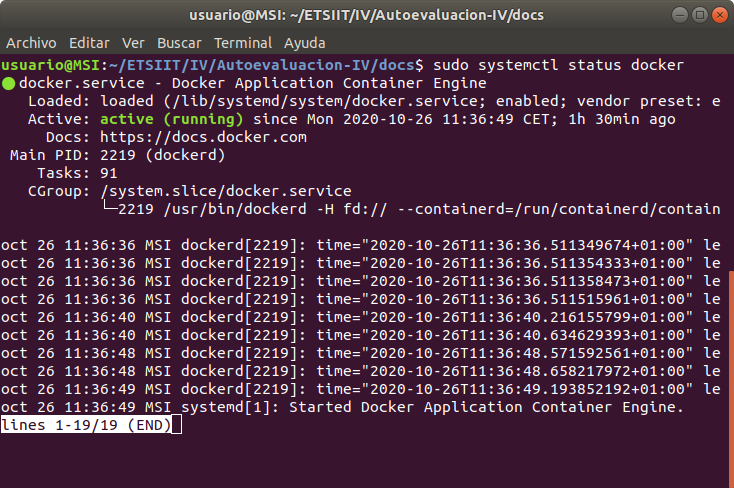 usuario@MSI: ~/ETSIIT/IV/Autoevaluacion-IV/docs
Archivo Editar Ver Buscar Terminal Ayuda
usuario@MSI:~/ETSIIT/IV/Autoevaluacion-IV/docs$ sudo systemctl status docker
● docker.service - Docker Application Container Engine
   Loaded: loaded (/lib/systemd/system/docker.service; enabled; vendor preset: e
   Active: active (running) since Mon 2020-10-26 11:36:49 CET; 1h 30min ago
     Docs: https://docs.docker.com
 Main PID: 2219 (dockerd)
    Tasks: 91
   CGroup: /system.slice/docker.service
           └─2219 /usr/bin/dockerd -H fd:// --containerd=/run/containerd/contain
oct 26 11:36:36 MSI dockerd[2219]: time="2020-10-26T11:36:36.511349674+01:00" le
oct 26 11:36:36 MSI dockerd[2219]: time="2020-10-26T11:36:36.511354333+01:00" le
oct 26 11:36:36 MSI dockerd[2219]: time="2020-10-26T11:36:36.511358473+01:00" le
oct 26 11:36:36 MSI dockerd[2219]: time="2020-10-26T11:36:36.511515961+01:00" le
oct 26 11:36:40 MSI dockerd[2219]: time="2020-10-26T11:36:40.216155799+01:00" le
oct 26 11:36:40 MSI dockerd[2219]: time="2020-10-26T11:36:40.634629393+01:00" le
oct 26 11:36:48 MSI dockerd[2219]: time="2020-10-26T11:36:48.571592561+01:00" le
oct 26 11:36:48 MSI dockerd[2219]: time="2020-10-26T11:36:48.658217972+01:00" le
oct 26 11:36:49 MSI dockerd[2219]: time="2020-10-26T11:36:49.193852192+01:00" le
oct 26 11:36:49 MSI systemd[1]: Started Docker Application Container Engine.
lines 1-19/19 (END)